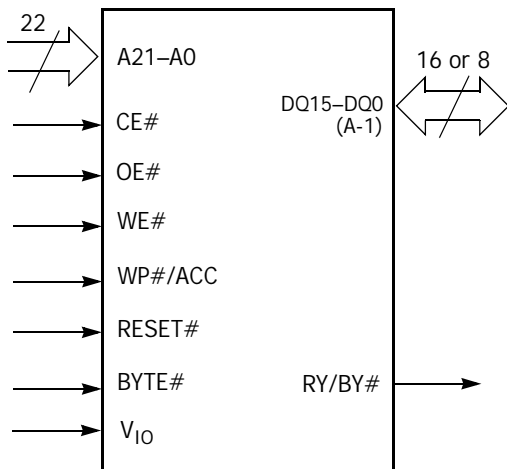 22
A21–A0
16 or 8
DQ15–DQ0
(A-1)
CE#
OE#
WE#
WP#/ACC
RESET#
BYTE#
RY/BY#
VIO